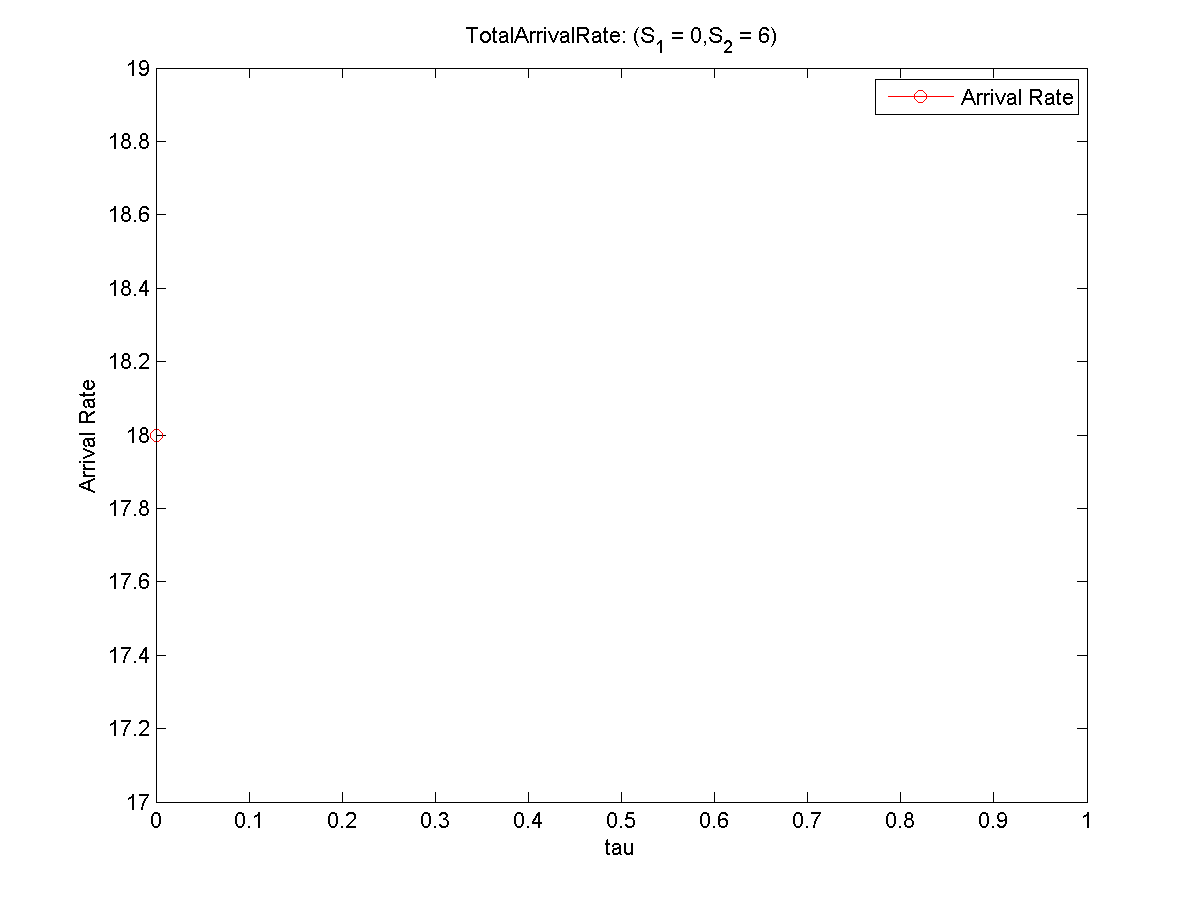 TotalArrivalRate: (S1 = 0,S2 = 6)
19
Arrival Rate
18.8
18.6
18.4
18.2
18
17.8
17.6
17.4
17.2
17
Arrival Rate
0 0.1 0.2 0.3 0.4 0.5 0.6 0.7 0.8 0.9 1
tau